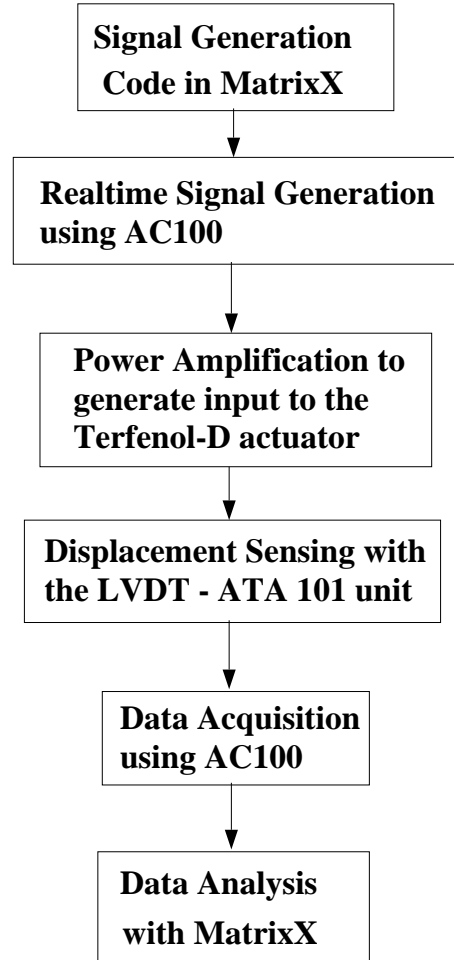 Signal Generation
Code in MatrixX
Realtime Signal Generation
using AC100
Power Amplification to
generate input to the
Terfenol-D actuator
Displacement Sensing with
the LVDT - ATA 101 unit
Data Acquisition
using AC100
Data Analysis
with MatrixX